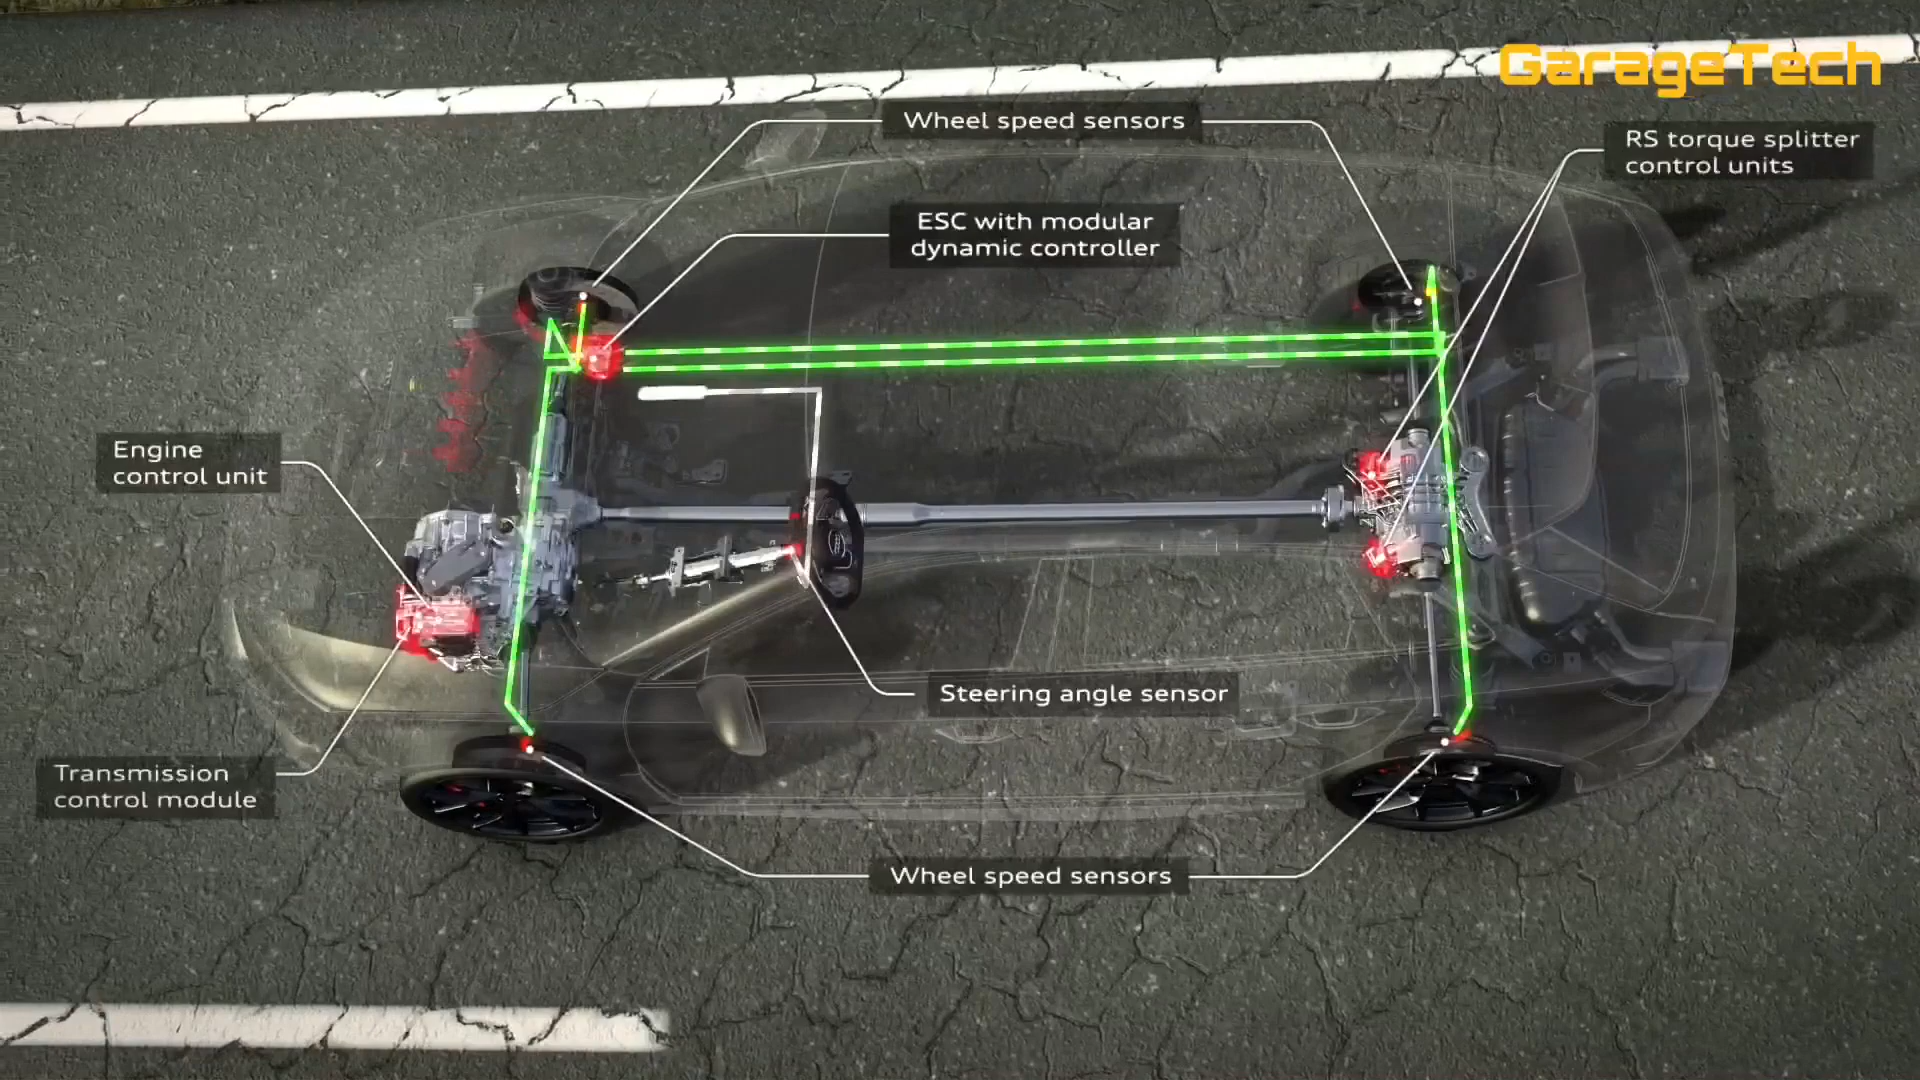 GarageTech
Wheel speed sensors
RS torque splitter
control units
ESC with modular
dynamic controller
Engine
control unit
Steering angle sensor
Transmission
control module
Wheel speed sensors